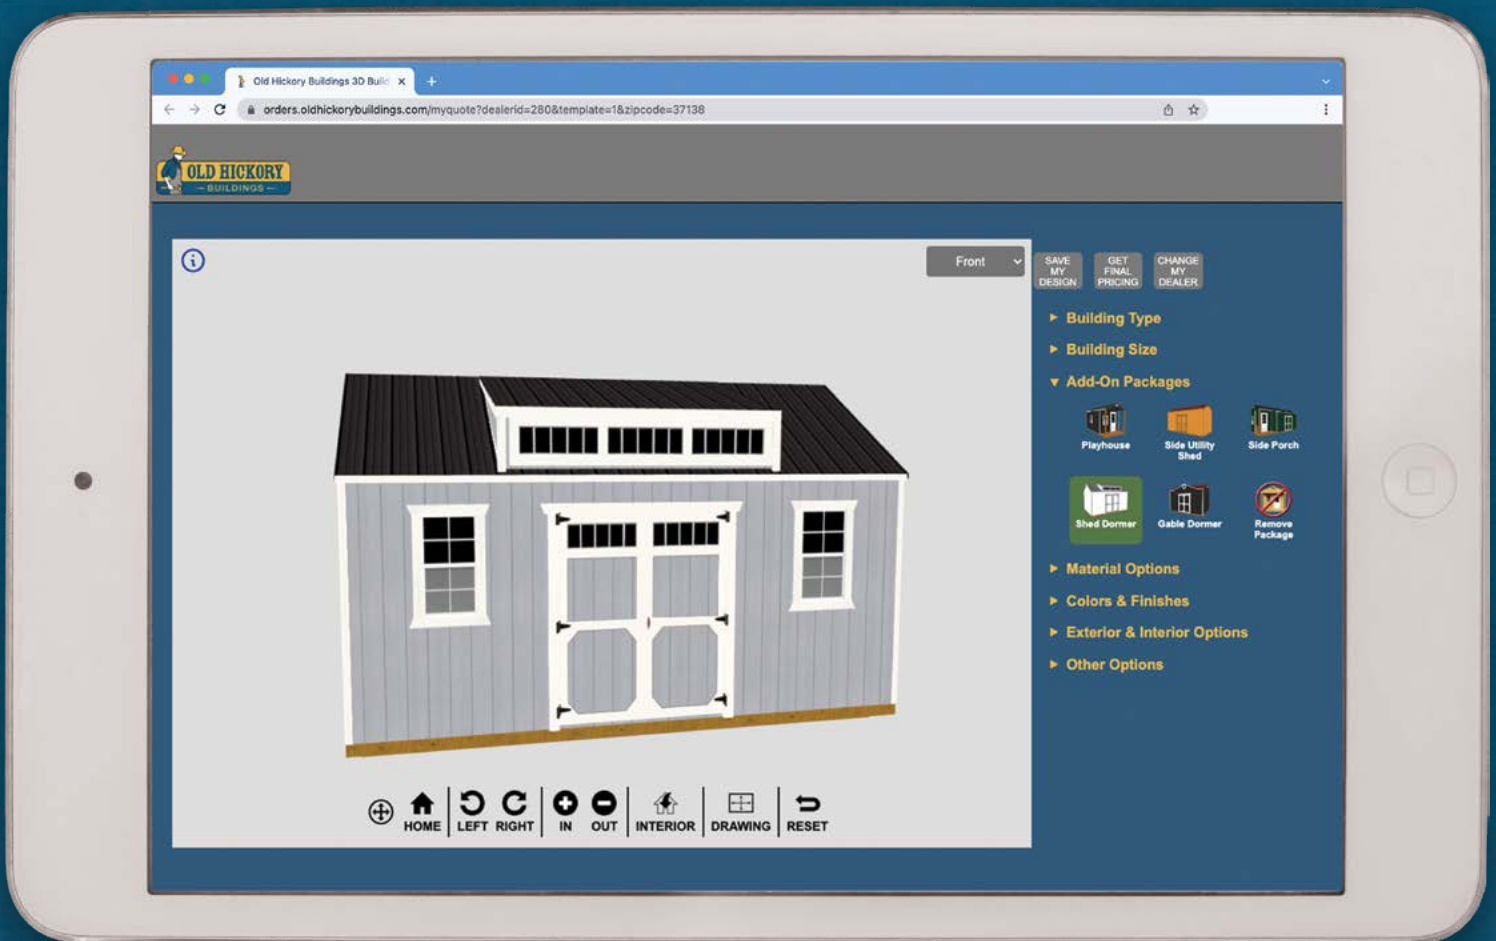 Old Hickory Buildings 3D Build
orders.oldhickorybuildings.com/myquote?dealerid=280&template=1&zipcode=37138
OLD HICKORY
BUILDINGS
Front
SAVE
MY
DESIGN
GET
FINAL
PRICING
CHANGE
MY
DEALER
Building Type
Building Size
Add-On Packages
Playhouse
Side Utility
Shed
Side Porch
Shed Dormer
Gable Dormer
Remove
Package
Material Options
Colors & Finishes
Exterior & Interior Options
Other Options
HOME
LEFT
RIGHT
IN
OUT
INTERIOR
DRAWING
RESET